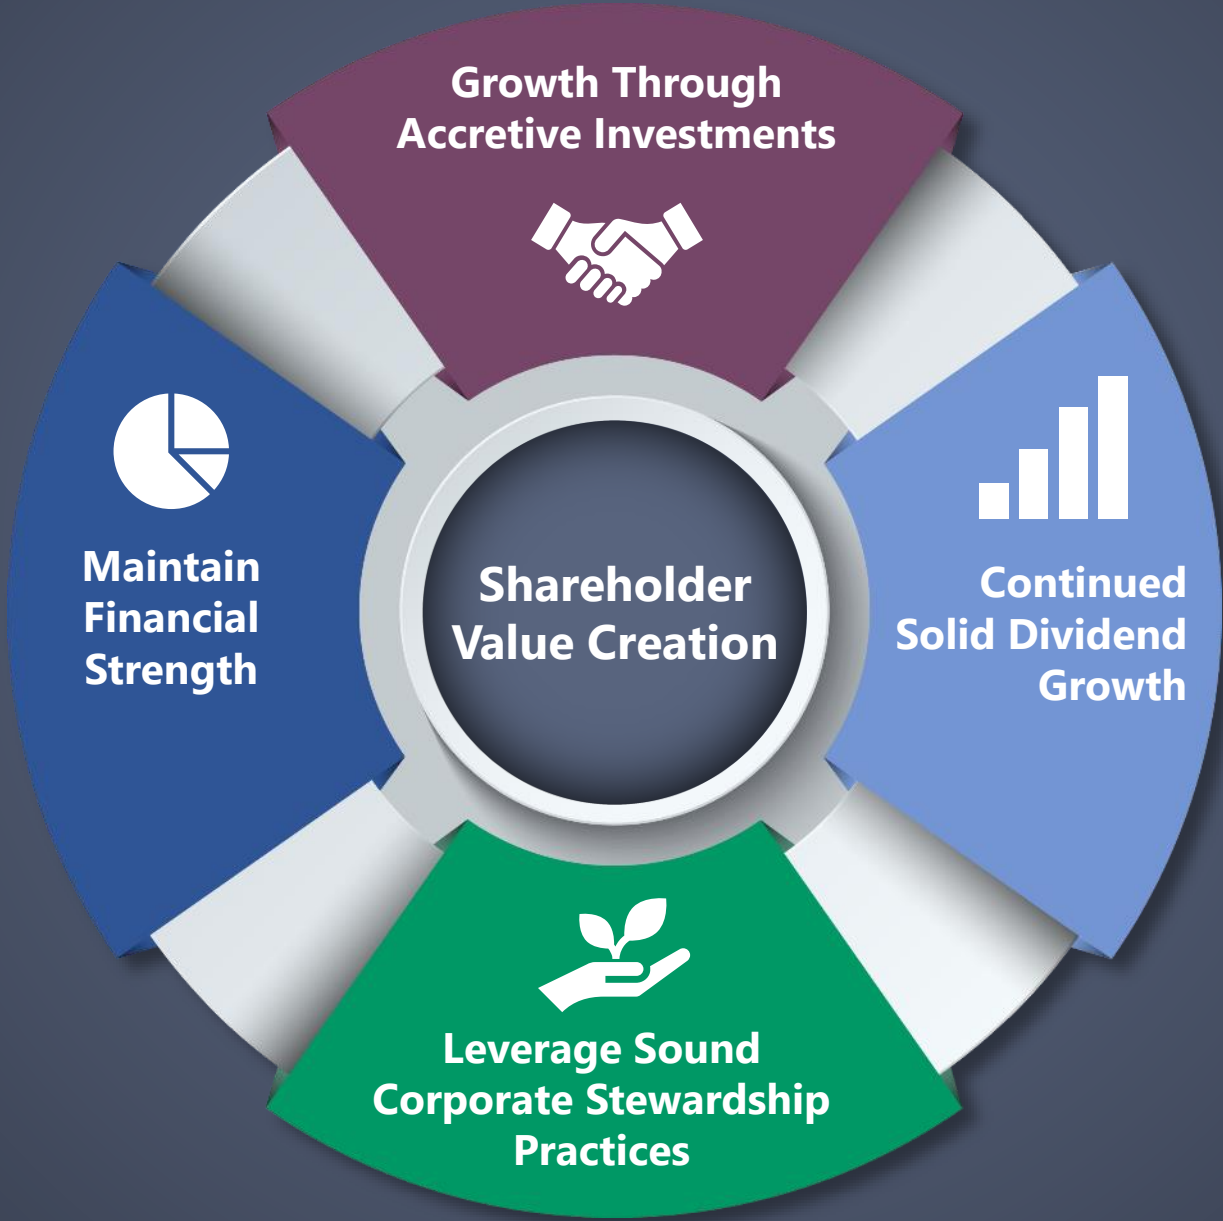 Growth Through
Accretive Investments
Maintain
Financial
Strength
Shareholder
Value Creation
Continued
Solid Dividend
Growth
Leverage Sound
Corporate Stewardship
Practices